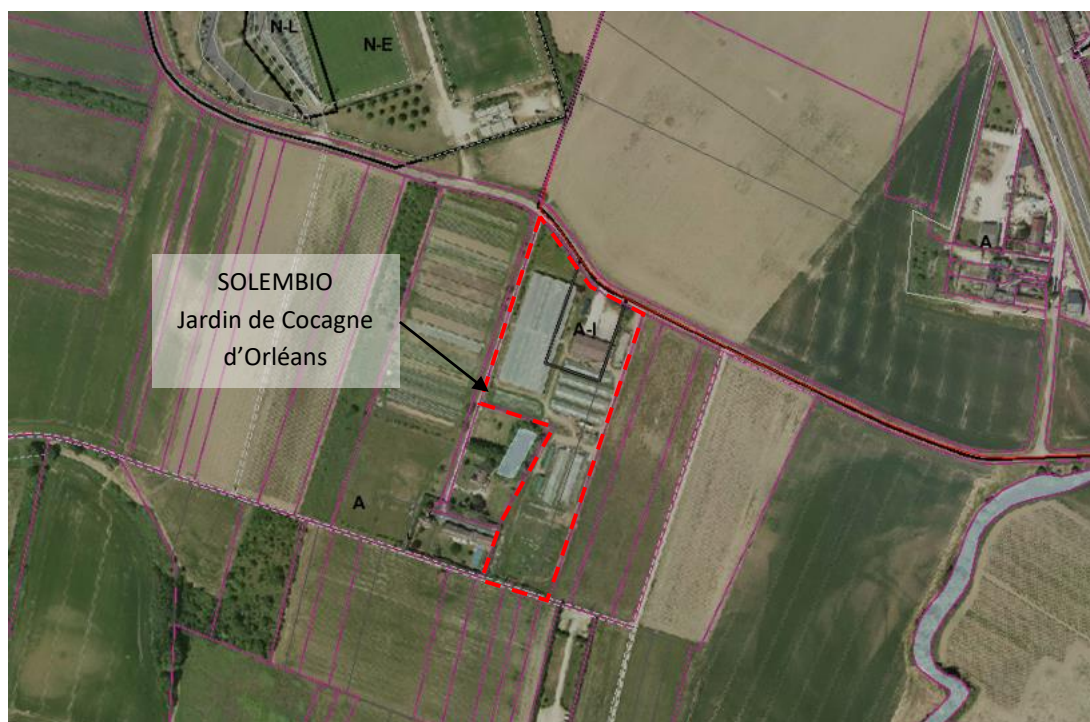 N-L
N-E
A
SOLEMBIO
Jardin de Cocagne
d’Orléans
A-I
A